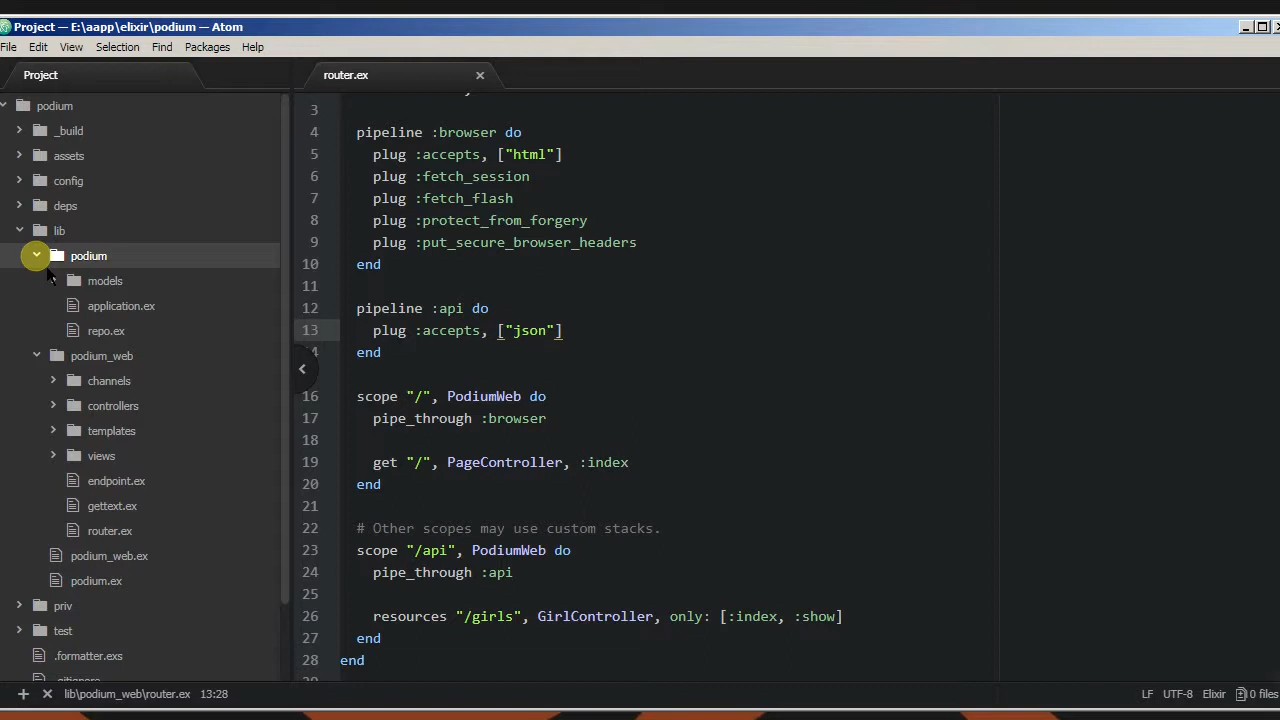 Project — E:\aapp\elixir\podium — Atom
File Edit View Selection Find Packages Help
Project
router.ex
podium
_build
assets
config
deps
lib
podium
models
application.ex
repo.ex
podium_web
channels
controllers
templates
views
endpoint.ex
gettext.ex
router.ex
podium_web.ex
podium.ex
priv
test
.formatter.exs
3
4 pipeline :browser do
5 plug :accepts, ["html"]
6 plug :fetch_session
7 plug :fetch_flash
8 plug :protect_from_forgery
9 plug :put_secure_browser_headers
10 end
11
12 pipeline :api do
13 plug :accepts, ["json"]
14 end
16 scope "/", PodiumWeb do
17 pipe_through :browser
18
19 get "/", PageController, :index
20 end
21
22 # Other scopes may use custom stacks.
23 scope "/api", PodiumWeb do
24 pipe_through :api
25
26 resources "/girls", GirlController, only: [:index, :show]
27 end
28 end
lib\podium_web\router.ex 13:28 LF UTF-8 Elixir 0 files